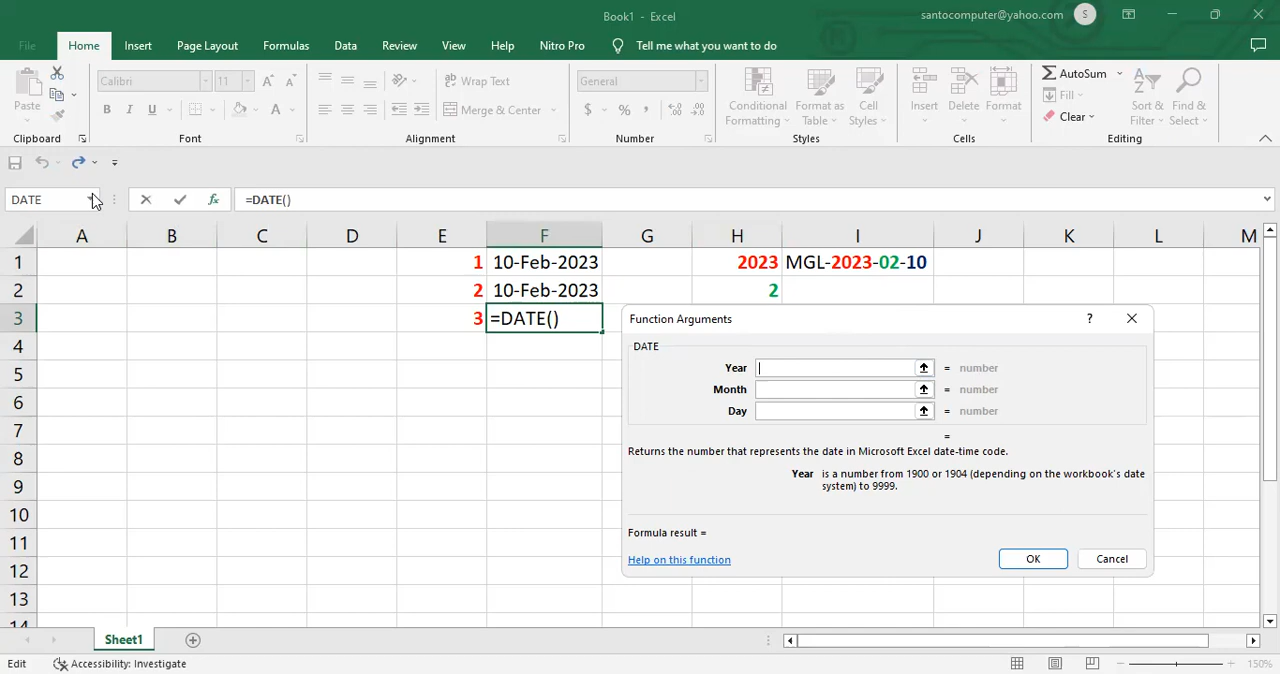 Book1 - Excel
santocomputer@yahoo.com
S
File
Home
Insert
Page Layout
Formulas
Data
Review
View
Help
Nitro Pro
Tell me what you want to do
Paste
Clipboard
Calibri
11
A
A
B
I
U
A
Font
ab Wrap Text
Merge & Center
Alignment
General
$
%
,
Number
Conditional
Formatting
Format as
Table
Cell
Styles
Styles
Insert
Delete
Format
Cells
AutoSum
Fill
Clear
Sort &
Filter
Find &
Select
Editing
DATE
fx
=DATE()
A B C D E F G H I J K L M
1 1 10-Feb-2023 2023 MGL-2023-02-10
2 2 10-Feb-2023 2
3 3 =DATE()
4
5
6
7
8
9
10
11
12
13
14
Function Arguments
?
DATE
Year = number
Month = number
Day = number
=
Returns the number that represents the date in Microsoft Excel date-time code.
Year is a number from 1900 or 1904 (depending on the workbook's date
system) to 9999.
Formula result =
Help on this function
OK
Cancel
Sheet1
Edit
Accessibility: Investigate
150%